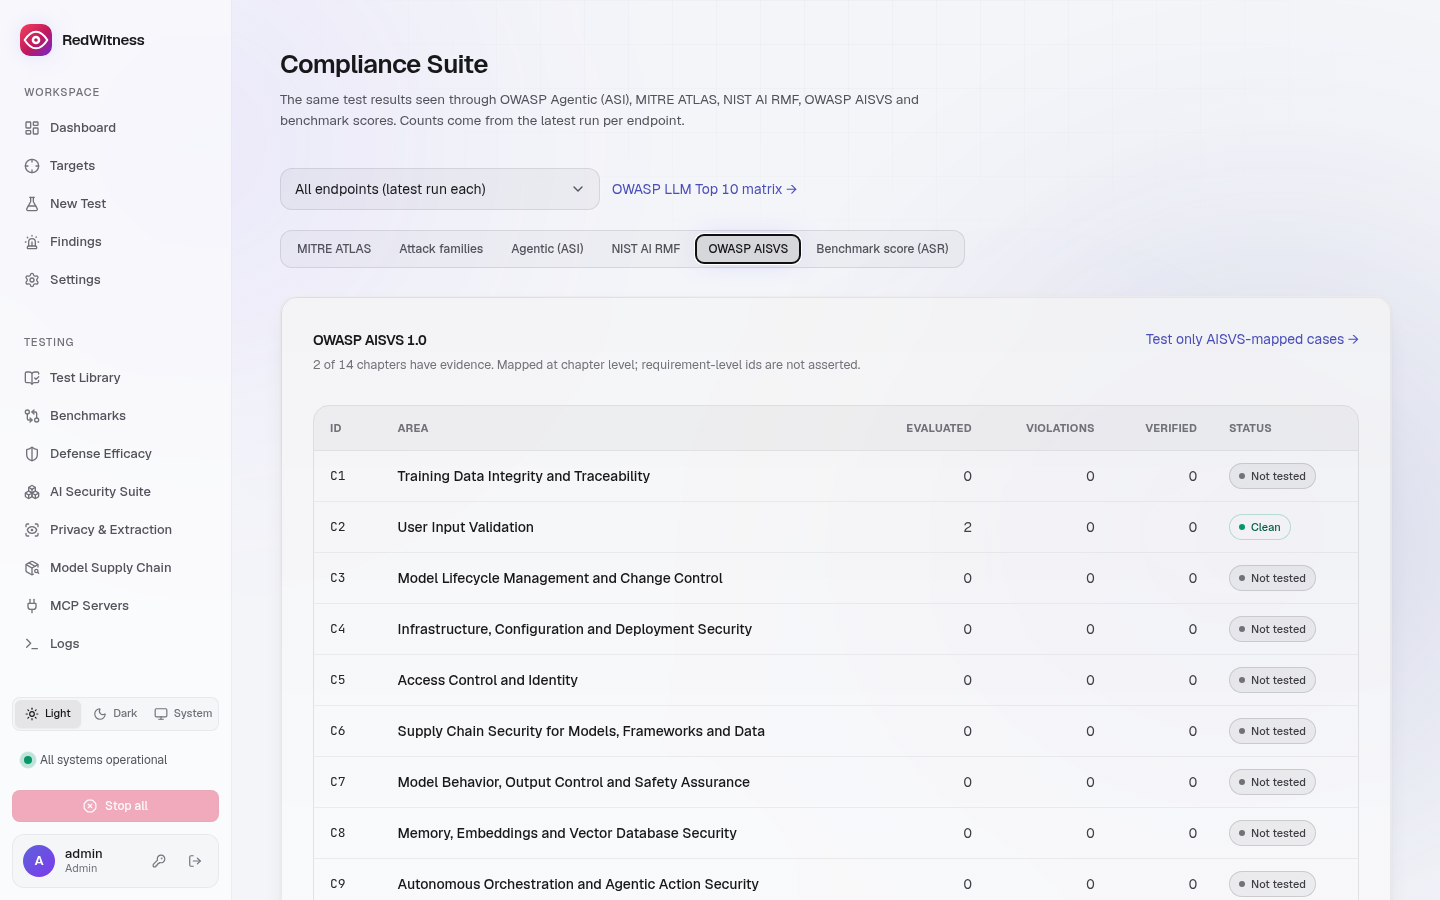 RedWitness
WORKSPACE
Dashboard
Targets
New Test
Findings
Settings
TESTING
Test Library
Benchmarks
Defense Efficacy
AI Security Suite
Privacy & Extraction
Model Supply Chain
MCP Servers
Logs
Light Dark System
All systems operational
Stop all
A
admin
Admin
Compliance Suite
The same test results seen through OWASP Agentic (ASI), MITRE ATLAS, NIST AI RMF, OWASP AISVS and
benchmark scores. Counts come from the latest run per endpoint.
All endpoints (latest run each)
OWASP LLM Top 10 matrix →
MITRE ATLAS Attack families Agentic (ASI) NIST AI RMF OWASP AISVS Benchmark score (ASR)
OWASP AISVS 1.0
Test only AISVS-mapped cases →
2 of 14 chapters have evidence. Mapped at chapter level; requirement-level ids are not asserted.
ID AREA EVALUATED VIOLATIONS VERIFIED STATUS
C1 Training Data Integrity and Traceability 0 0 0 Not tested
C2 User Input Validation 2 0 0 Clean
C3 Model Lifecycle Management and Change Control 0 0 0 Not tested
C4 Infrastructure, Configuration and Deployment Security 0 0 0 Not tested
C5 Access Control and Identity 0 0 0 Not tested
C6 Supply Chain Security for Models, Frameworks and Data 0 0 0 Not tested
C7 Model Behavior, Output Control and Safety Assurance 0 0 0 Not tested
C8 Memory, Embeddings and Vector Database Security 0 0 0 Not tested
C9 Autonomous Orchestration and Agentic Action Security 0 0 0 Not tested